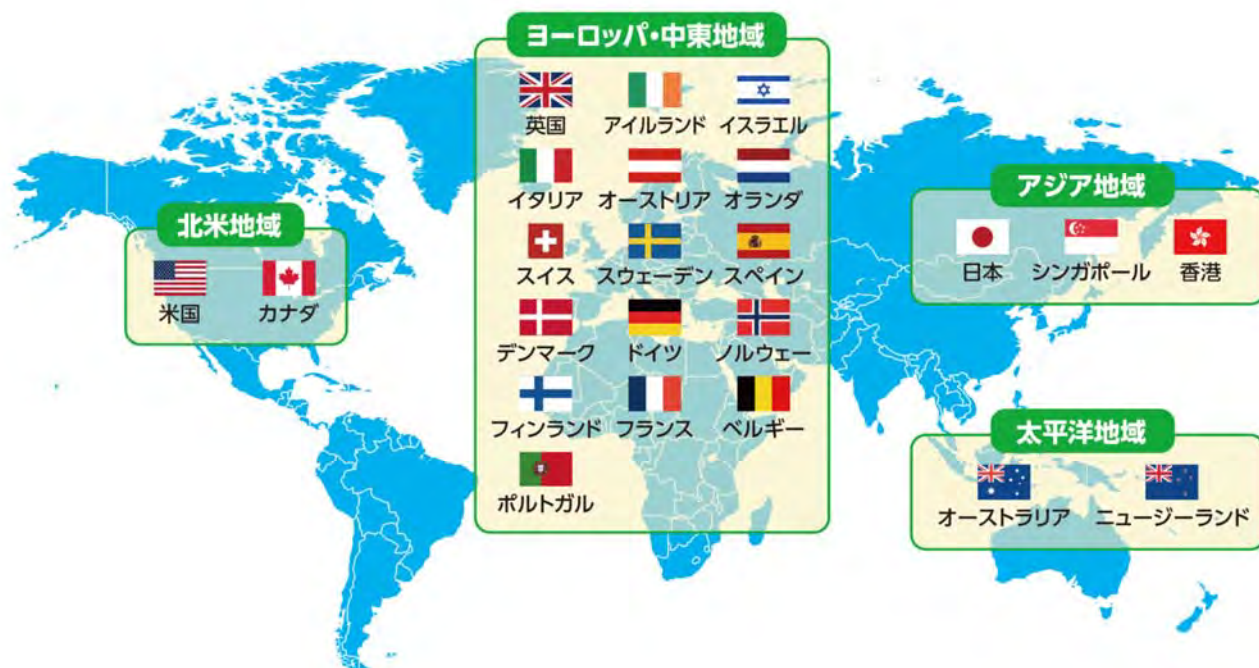 ヨーロッパ・中東地域
英国 アイルランド イスラエル
イタリア オーストリア オランダ
スイス スウェーデン スペイン
デンマーク ドイツ ノルウェー
フィンランド フランス ベルギー
ポルトガル
北米地域
米国 カナダ
アジア地域
日本 シンガポール 香港
太平洋地域
オーストラリア ニュージーランド